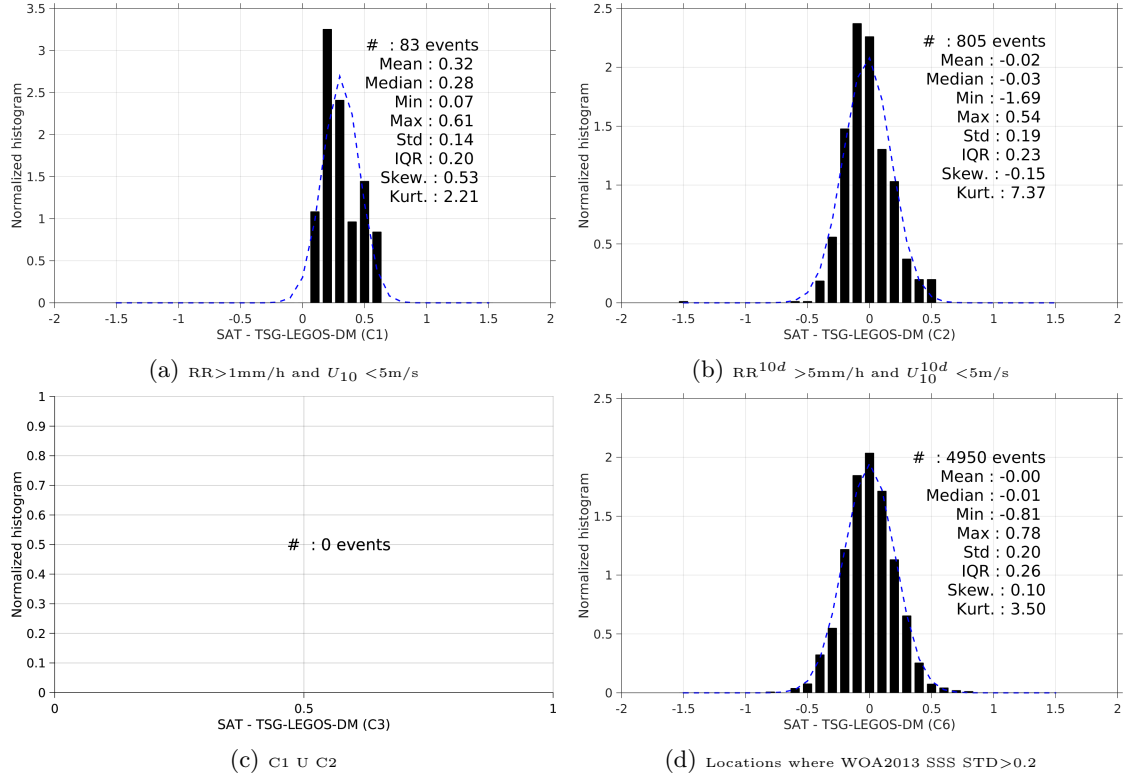 3.5
3
2.5
2
1.5
1
0.5
0
Normalized histogram
# : 83 events
Mean : 0.32
Median : 0.28
Min : 0.07
Max : 0.61
Std : 0.14
IQR : 0.20
Skew. : 0.53
Kurt. : 2.21
-2 -1.5 -1 -0.5 0 0.5 1 1.5 2
SAT - TSG-LEGOS-DM (C1)
(a) RR>1mm/h and U10 <5m/s
2.5
2
1.5
1
0.5
0
Normalized histogram
# : 805 events
Mean : -0.02
Median : -0.03
Min : -1.69
Max : 0.54
Std : 0.19
IQR : 0.23
Skew. : -0.15
Kurt. : 7.37
-2 -1.5 -1 -0.5 0 0.5 1 1.5 2
SAT - TSG-LEGOS-DM (C2)
(b) RR10d >5mm/h and U10d10 <5m/s
1
0.9
0.8
0.7
0.6
0.5
0.4
0.3
0.2
0.1
0
Normalized histogram
# : 0 events
0 0.5 1
SAT - TSG-LEGOS-DM (C3)
(c) C1 U C2
2.5
2
1.5
1
0.5
0
Normalized histogram
# : 4950 events
Mean : -0.00
Median : -0.01
Min : -0.81
Max : 0.78
Std : 0.20
IQR : 0.26
Skew. : 0.10
Kurt. : 3.50
-2 -1.5 -1 -0.5 0 0.5 1 1.5 2
SAT - TSG-LEGOS-DM (C6)
(d) Locations where WOA2013 SSS STD>0.2